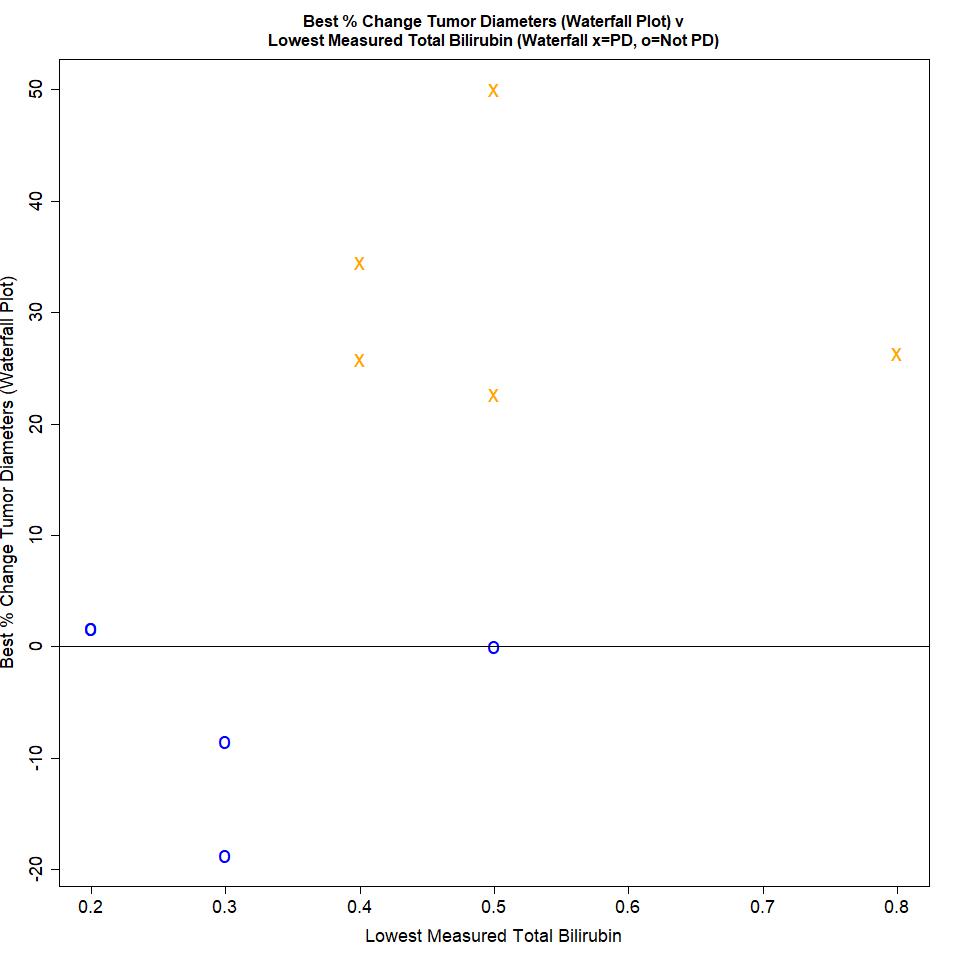 Best % Change Tumor Diameters (Waterfall Plot) v
Lowest Measured Total Bilirubin (Waterfall x=PD, o=Not PD)
Best % Change Tumor Diameters (Waterfall Plot)
50
40
30
20
10
0
-10
-20
X
X
X
X
X
O
O
O
O
0.2 0.3 0.4 0.5 0.6 0.7 0.8
Lowest Measured Total Bilirubin